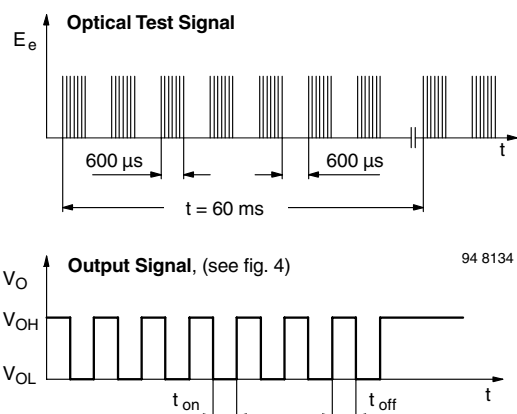 Optical Test Signal
E e
t
600 µs 600 µs
t = 60 ms
94 8134
Output Signal, (see fig. 4)
V O
V OH
V OL
t on t off t